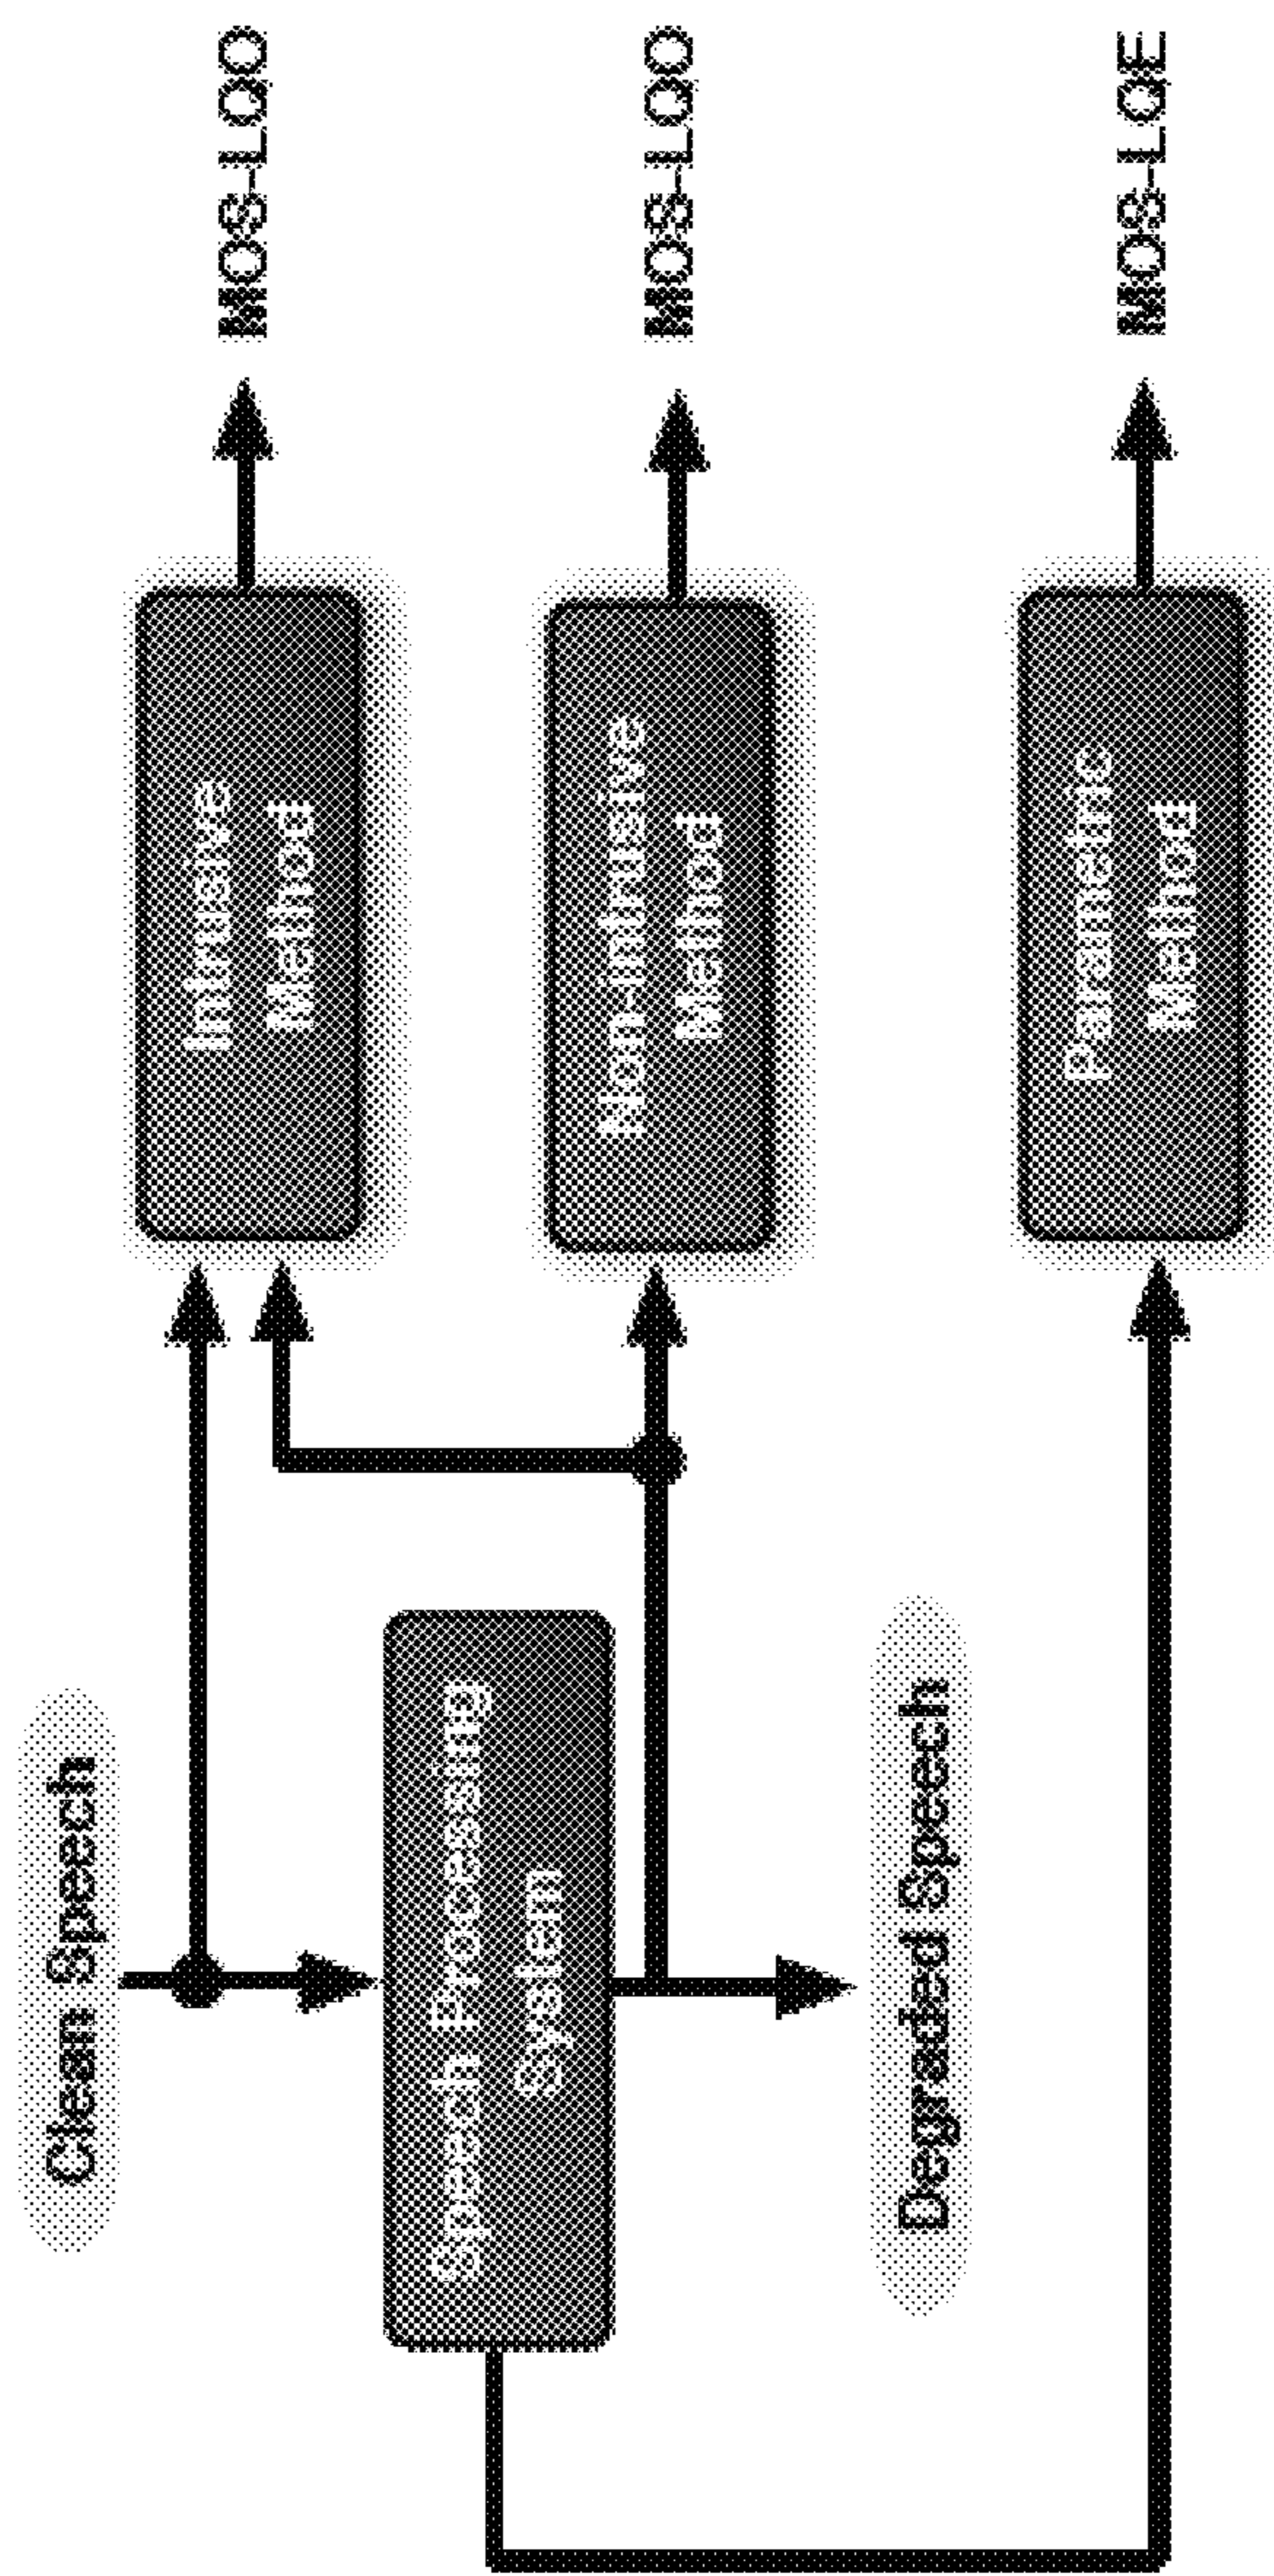 Clean Speech
Speech Processing
System
Degraded Speech
Intrusive
Method
Non-intrusive
Method
Parametric
Method
MOS-LQO
MOS-LQO
MOS-LQE